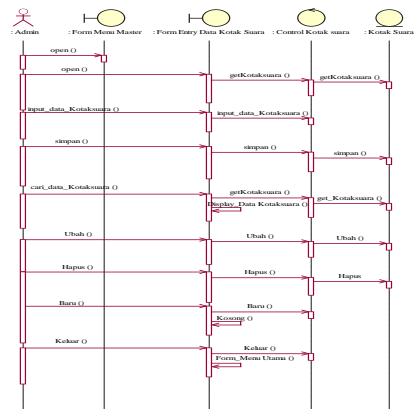 : Admin : Form Menu Master : Form Entry Data Kotak Suara : Control Kotak suara : Kotak Suara
open ()
open ()
getKotaksuara ()
getKotaksuara ()
input_data_Kotaksuara ()
input_data_Kotaksuara ()
simpan ()
simpan ()
simpan ()
cari_data_Kotaksuara ()
getKotaksuara ()
get_Kotaksuara ()
Display_Data Kotaksuara ()
Ubah ()
Ubah ()
Ubah ()
Hapus ()
Hapus ()
Hapus
Baru ()
Baru ()
Kosong ()
Keluar ()
Keluar ()
Form_Menu Utama ()